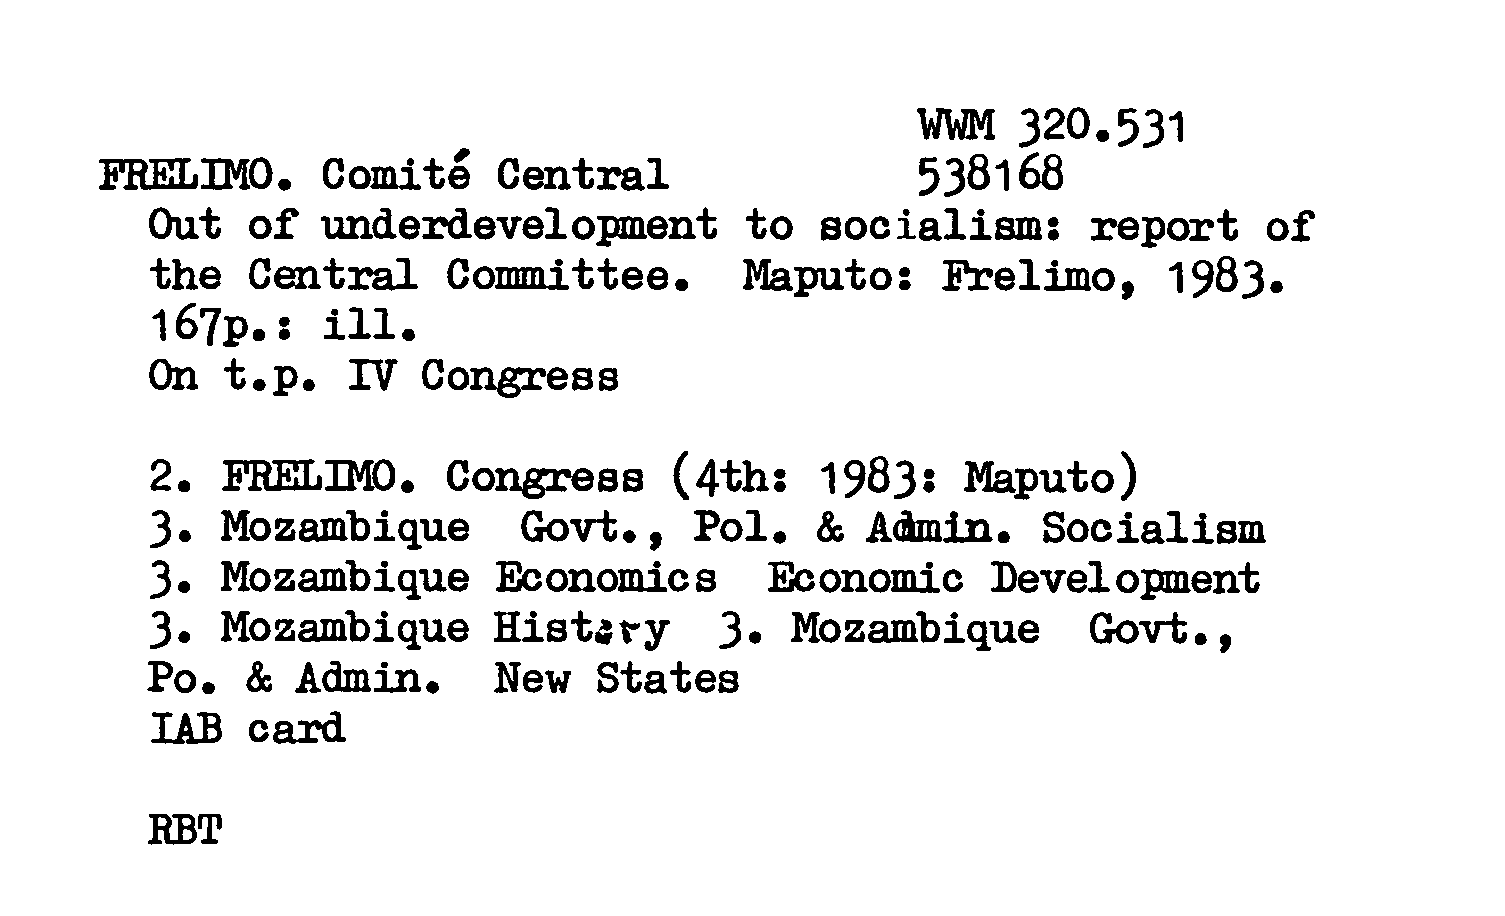 WWM 320.531
FRELIMO. Comité Central 538168
Out of underdevelopment to socialism: report of
the Central Committee. Maputo: Frelimo, 1983.
167p.: ill.
On t.p. IV Congress
2. FRELIMO. Congress (4th: 1983: Maputo)
3. Mozambique Govt., Pol. & Admin. Socialism
3. Mozambique Economics Economic Development
3. Mozambique History 3. Mozambique Govt.,
Po. & Admin. New States
IAB card
RBT